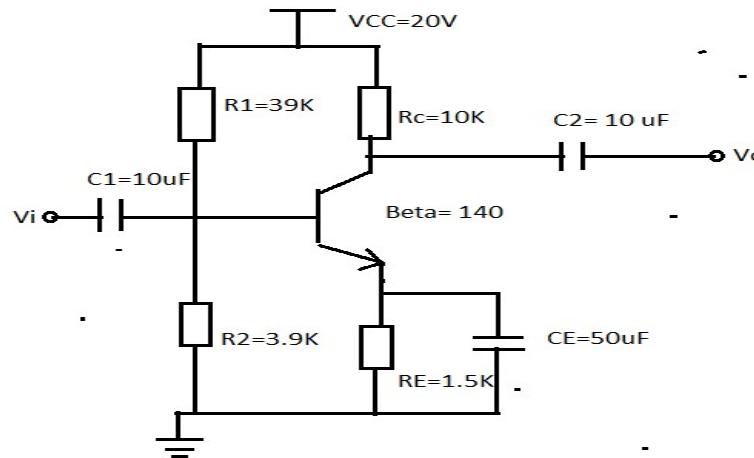 VCC=20V
R1=39K
Rc=10K
C2= 10 uF
C1=10uF
Vi
Beta= 140
R2=3.9K
CE=50uF
RE=1.5K